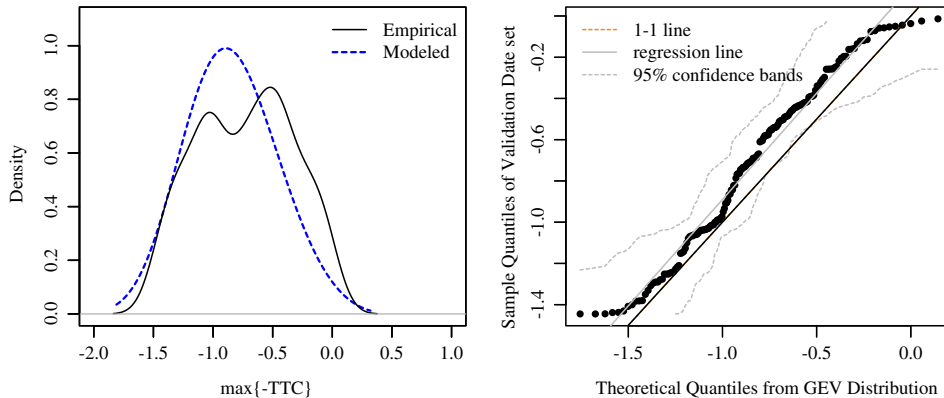 Empirical
Modeled
Density
0.0 0.2 0.4 0.6 0.8 1.0
-2.0 -1.5 -1.0 -0.5 0.0 0.5 1.0
max{-TTC}
1-1 line
regression line
95% confidence bands
Sample Quantiles of Validation Date set
-1.4 -1.0 -0.6 -0.2
-1.5 -1.0 -0.5 0.0
Theoretical Quantiles from GEV Distribution